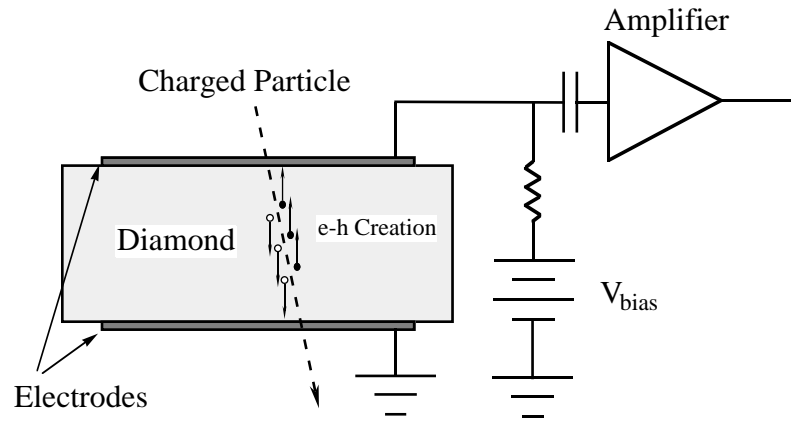 Amplifier
Charged Particle
Diamond
e-h Creation
V_bias
Electrodes